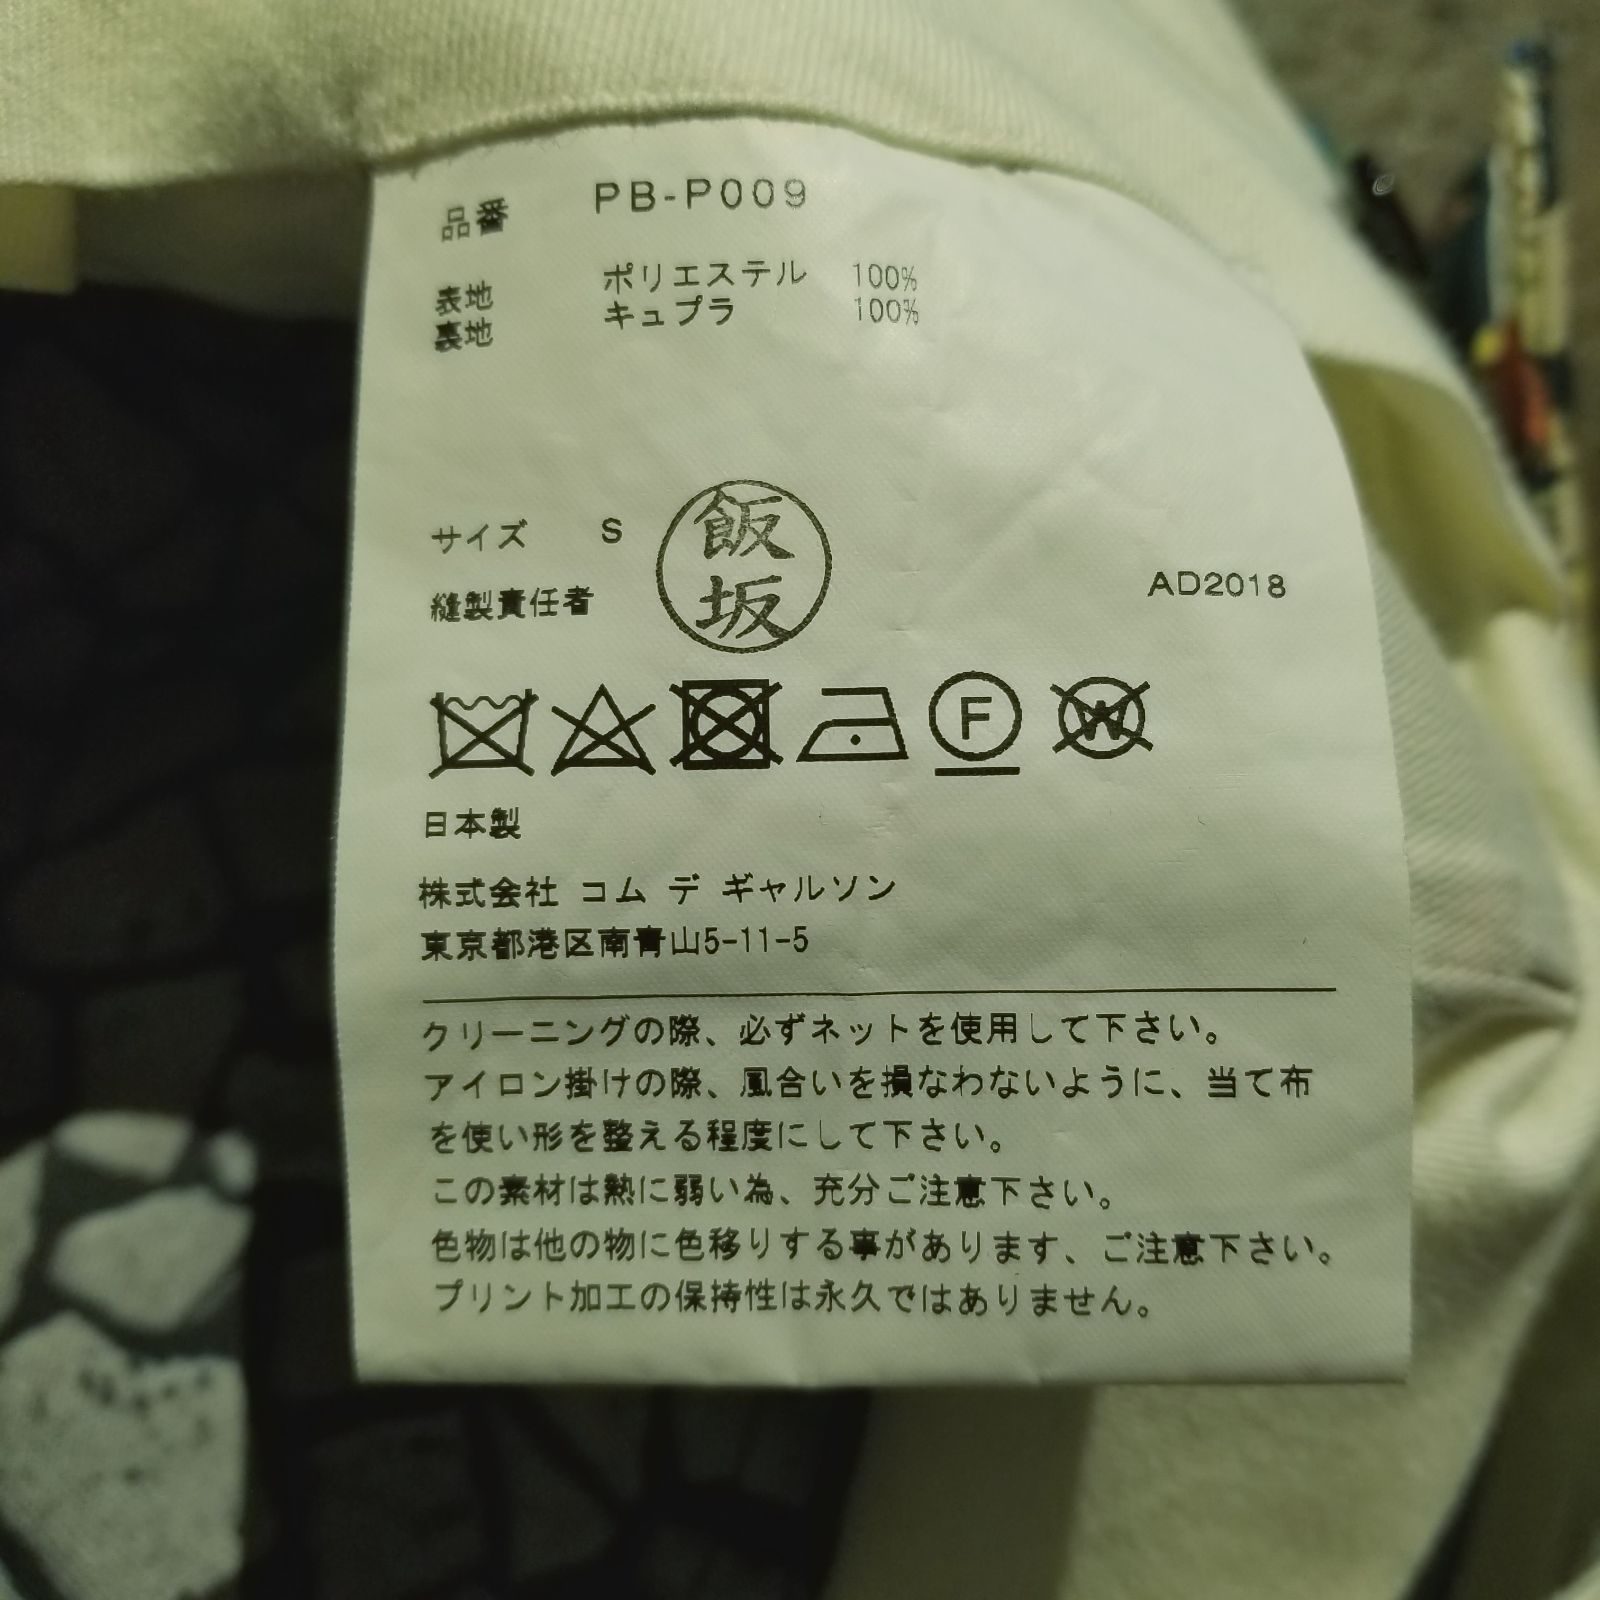 品番 PB-P009
表地 ポリエステル 100%
裏地 キュプラ 100%
サイズ S
飯坂
縫製責任者
AD2018
F
W
日本製
株式会社 コム デ ギャルソン
東京都港区南青山5-11-5
クリーニングの際、必ずネットを使用して下さい。
アイロン掛けの際、風合いを損なわないように、当て布
を使い形を整える程度にして下さい。
この素材は熱に弱い為、充分ご注意下さい。
色物は他の物に色移りする事があります、ご注意下さい。
プリント加工の保持性は永久ではありません。